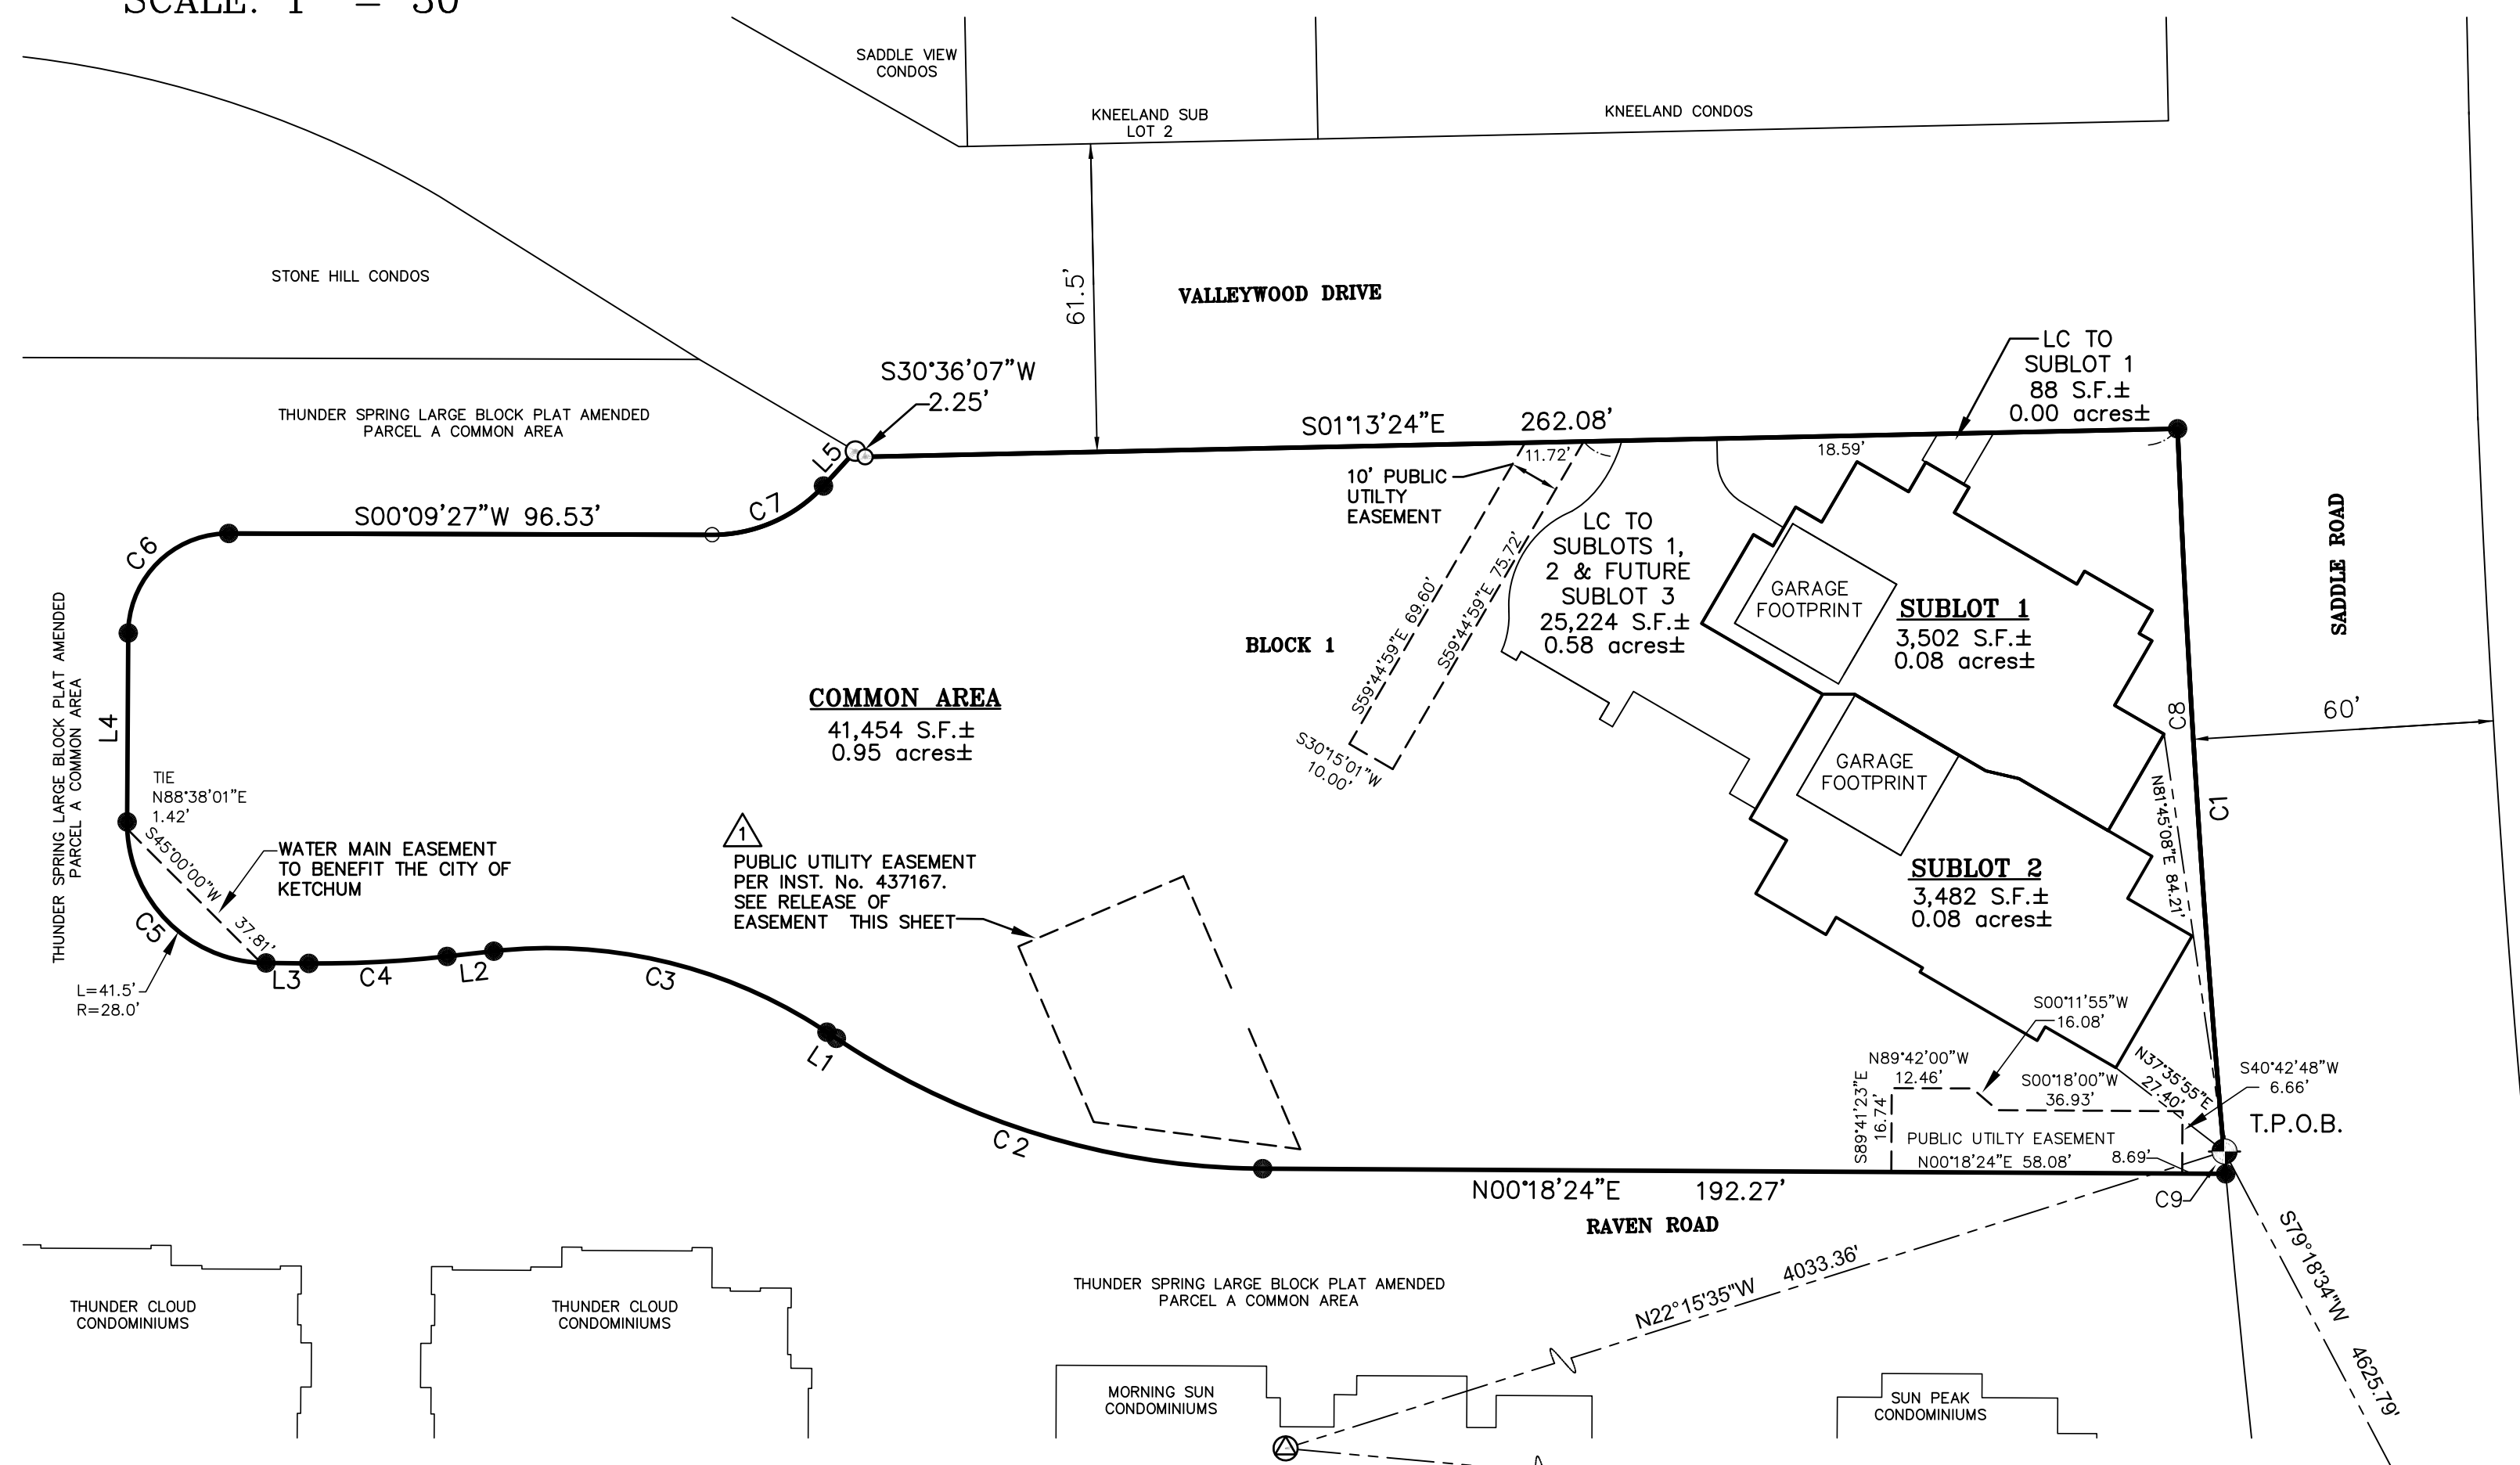 SCALE: 1" = 30'
SADDLE VIEW
CONDOS
KNEELAND SUB
LOT 2
KNEELAND CONDOS
STONE HILL CONDOS
61.5'
VALLEYWOOD DRIVE
LC TO
SUBLOT 1
88 S.F.±
0.00 acres±
S30°36'07"W
2.25'
THUNDER SPRING LARGE BLOCK PLAT AMENDED
PARCEL A COMMON AREA
L5
S01°13'24"E 262.08'
11.72'
18.59'
10' PUBLIC
UTILTY
EASEMENT
C7
S00°09'27"W 96.53'
C6
LC TO
SUBLOTS 1,
2 & FUTURE
SUBLOT 3
25,224 S.F.±
0.58 acres±
S59°44'59"E 69.60'
S59°44'59"E 75.72'
S30°15'01"W
10.00'
GARAGE
FOOTPRINT
SUBLOT 1
3,502 S.F.±
0.08 acres±
SADDLE ROAD
60'
C8
C1
BLOCK 1
COMMON AREA
41,454 S.F.±
0.95 acres±
THUNDER SPRING LARGE BLOCK PLAT AMENDED
PARCEL A COMMON AREA
L4
TIE
N88°38'01"E
1.42'
S45°00'00"W 37.81'
WATER MAIN EASEMENT
TO BENEFIT THE CITY OF
KETCHUM
1
PUBLIC UTILITY EASEMENT
PER INST. No. 437167.
SEE RELEASE OF
EASEMENT THIS SHEET
GARAGE
FOOTPRINT
SUBLOT 2
3,482 S.F.±
0.08 acres±
N81°45'08"E 84.21'
C5
L=41.5'
R=28.0'
L3
C4
L2
C3
L1
C2
S00°11'55"W
16.08'
N89°42'00"W
12.46'
S00°18'00"W
36.93'
S89°41'23"E
16.74'
N37°35'55"E
27.40'
S40°42'48"W
6.66'
T.P.O.B.
PUBLIC UTILITY EASEMENT
N00°18'24"E 58.08'
8.69'
C9
N00°18'24"E 192.27'
RAVEN ROAD
THUNDER CLOUD
CONDOMINIUMS
THUNDER CLOUD
CONDOMINIUMS
THUNDER SPRING LARGE BLOCK PLAT AMENDED
PARCEL A COMMON AREA
N22°15'35"W 4033.36'
S79°18'34"W 4625.79'
MORNING SUN
CONDOMINIUMS
SUN PEAK
CONDOMINIUMS